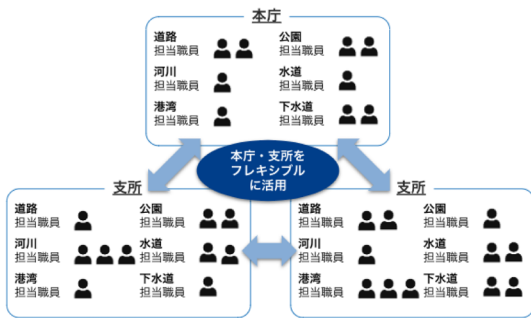 本庁
道路
担当職員
公園
担当職員
河川
担当職員
水道
担当職員
港湾
担当職員
下水道
担当職員
本庁・支所を
フレキシブル
に活用
支所
道路
担当職員
公園
担当職員
河川
担当職員
水道
担当職員
港湾
担当職員
下水道
担当職員
支所
道路
担当職員
公園
担当職員
河川
担当職員
水道
担当職員
港湾
担当職員
下水道
担当職員